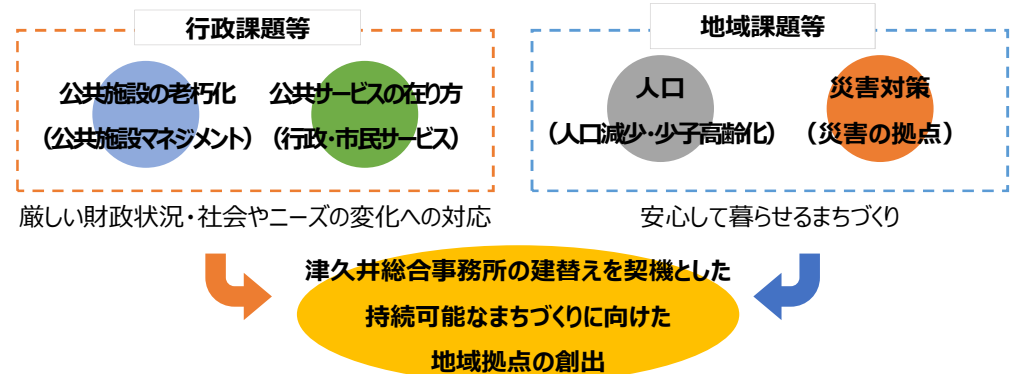 行政課題等
公共施設の老朽化
(公共施設マネジメント)
公共サービスの在り方
(行政・市民サービス)
厳しい財政状況・社会やニーズの変化への対応
地域課題等
人口
(人口減少・少子高齢化)
災害対策
(災害の拠点)
安心して暮らせるまちづくり
津久井総合事務所の建替えを契機とした
持続可能なまちづくりに向けた
地域拠点の創出